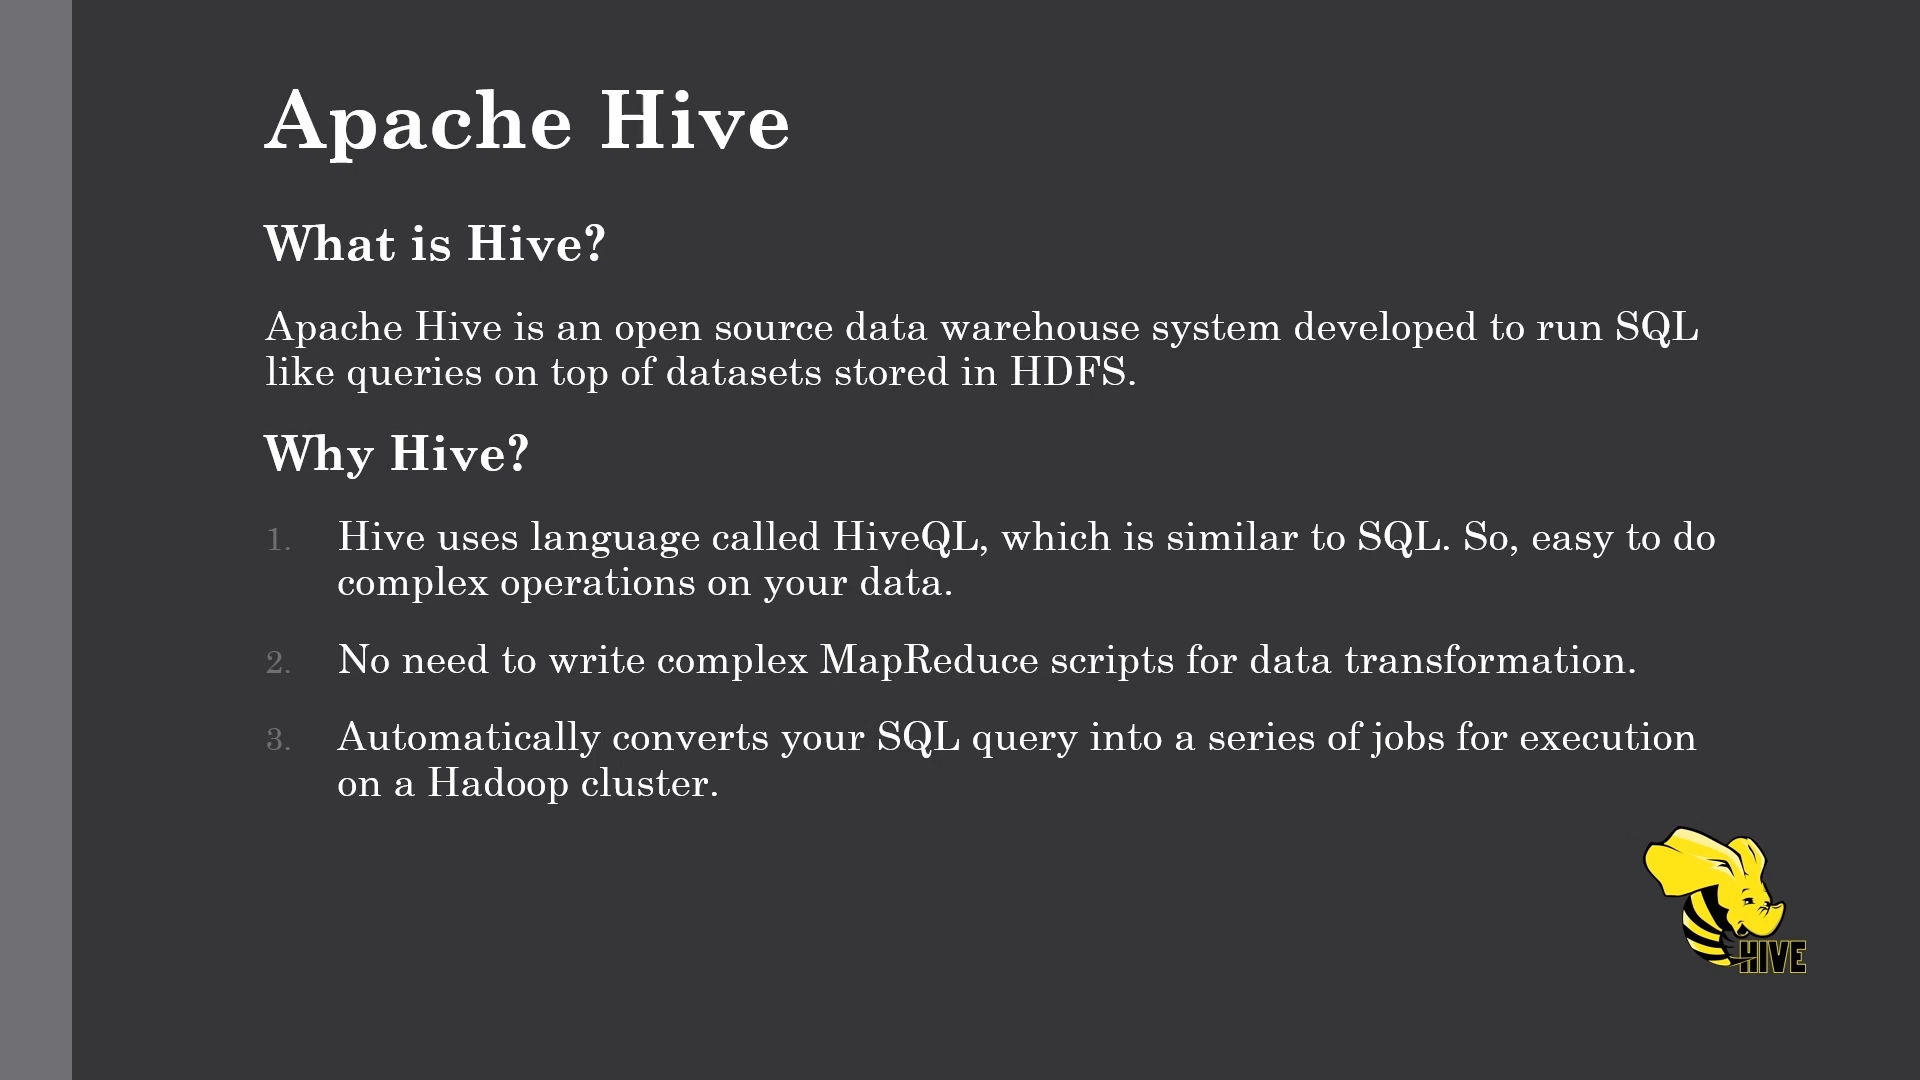 Apache Hive
What is Hive?
Apache Hive is an open source data warehouse system developed to run SQL
like queries on top of datasets stored in HDFS.
Why Hive?
1. Hive uses language called HiveQL, which is similar to SQL. So, easy to do
complex operations on your data.
2. No need to write complex MapReduce scripts for data transformation.
3. Automatically converts your SQL query into a series of jobs for execution
on a Hadoop cluster.
HIVE